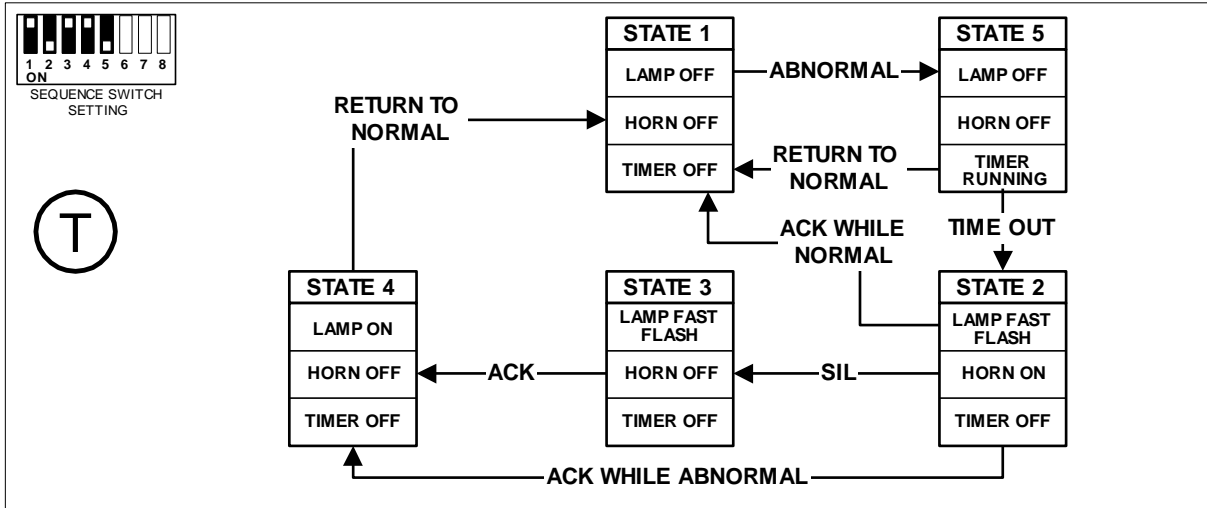 1 2 3 4 5 6 7 8
ON
SEQUENCE SWITCH
SETTING
T
STATE 1
LAMP OFF
HORN OFF
TIMER OFF
ABNORMAL
STATE 5
LAMP OFF
HORN OFF
TIMER
RUNNING
RETURN TO
NORMAL
RETURN TO
NORMAL
ACK WHILE
NORMAL
TIME OUT
STATE 4
LAMP ON
HORN OFF
TIMER OFF
ACK
STATE 3
LAMP FAST
FLASH
HORN OFF
TIMER OFF
SIL
STATE 2
LAMP FAST
FLASH
HORN ON
TIMER OFF
ACK WHILE ABNORMAL